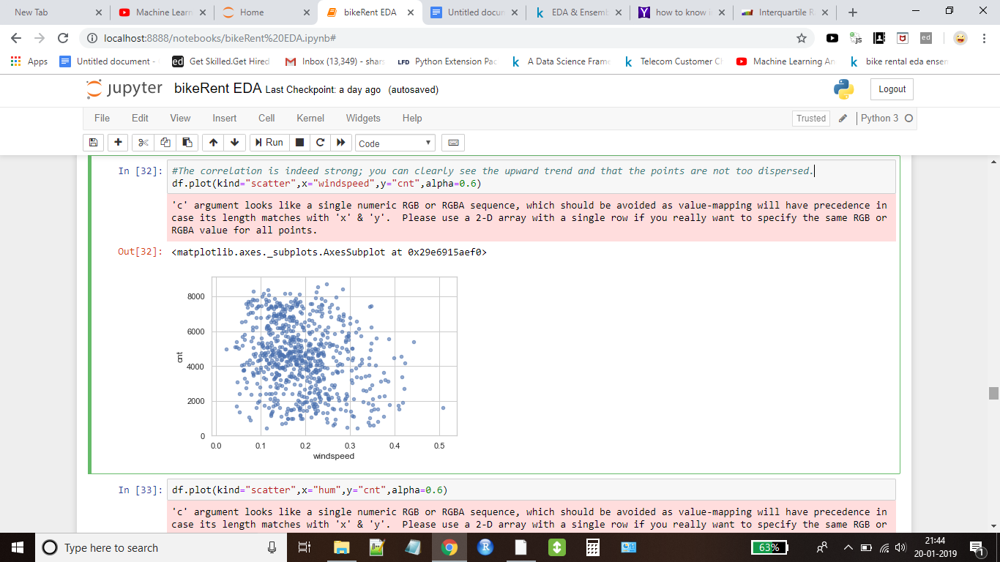 New Tab
Machine Learn
Home
bikeRent EDA
Untitled docum
EDA & Ensemb
how to know i
Interquartile R
localhost:8888/notebooks/bikeRent%20EDA.ipynb#
js
ed
Apps
Untitled document -
ed Get Skilled.Get Hired
Inbox (13,349) - shars
LFD Python Extension Pac
k A Data Science Frame
k Telecom Customer Ch
Machine Learning An
k bike rental eda ensem
jupyter bikeRent EDA Last Checkpoint: a day ago (autosaved)
Logout
File Edit View Insert Cell Kernel Widgets Help
Trusted
Python 3
Run
Code
In [32]: #The correlation is indeed strong; you can clearly see the upward trend and that the points are not too dispersed.
df.plot(kind="scatter",x="windspeed",y="cnt",alpha=0.6)
'c' argument looks like a single numeric RGB or RGBA sequence, which should be avoided as value-mapping will have precedence in
case its length matches with 'x' & 'y'.  Please use a 2-D array with a single row if you really want to specify the same RGB or
RGBA value for all points.
Out[32]: <matplotlib.axes._subplots.AxesSubplot at 0x29e6915aef0>
8000
6000
4000
2000
0
cnt
0.0 0.1 0.2 0.3 0.4 0.5
windspeed
In [33]: df.plot(kind="scatter",x="hum",y="cnt",alpha=0.6)
'c' argument looks like a single numeric RGB or RGBA sequence, which should be avoided as value-mapping will have precedence in
case its length matches with 'x' & 'y'.  Please use a 2-D array with a single row if you really want to specify the same RGB or
Type here to search
R
63%
21:44
20-01-2019
1